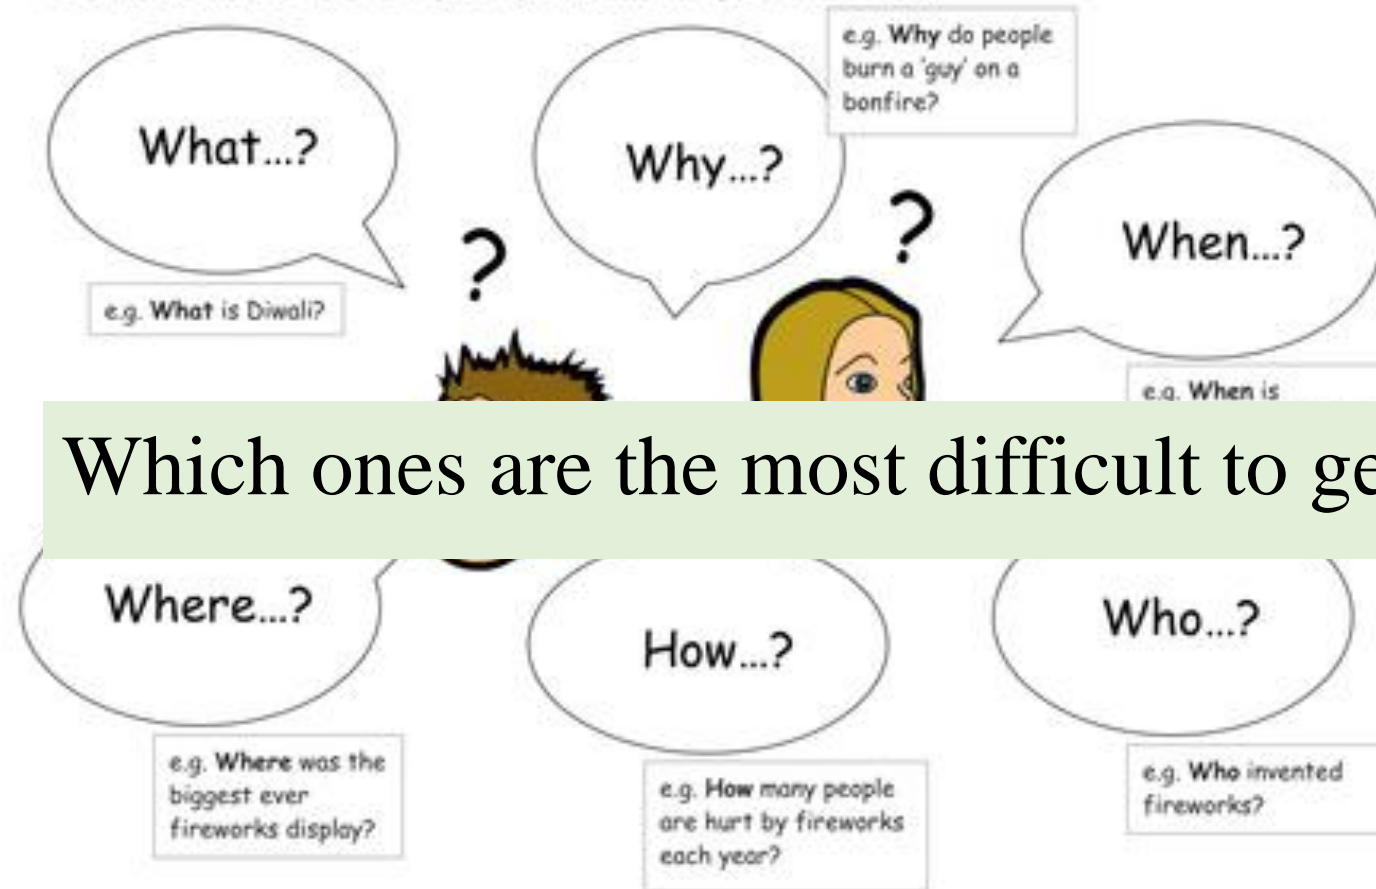 What...?
e.g. What is Diwali?
?
Why...?
e.g. Why do people
burn a 'guy' on a
bonfire?
?
When...?
e.g. When is
Which ones are the most difficult to ge
Where...?
e.g. Where was the
biggest ever
fireworks display?
How...?
e.g. How many people
are hurt by fireworks
each year?
Who...?
e.g. Who invented
fireworks?